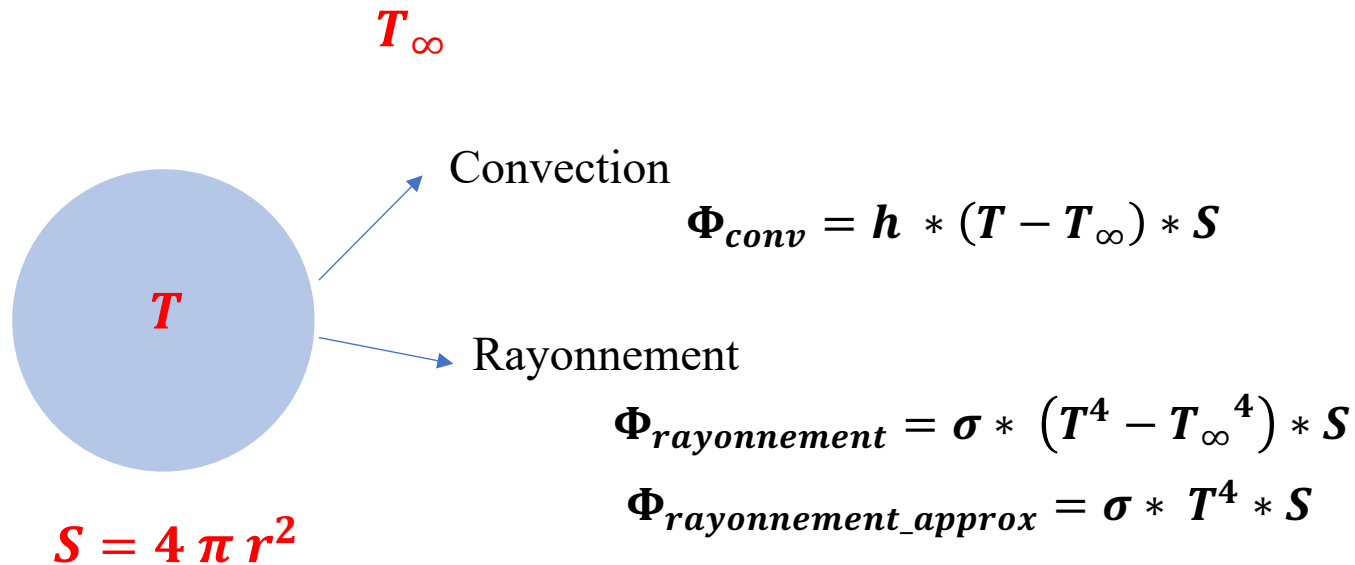 T∞
Convection
Φconv = h * (T − T∞) * S
T
Rayonnement
Φrayonnement = σ * (T⁴ − T∞⁴) * S
Φrayonnement_approx = σ * T⁴ * S
S = 4 π r²